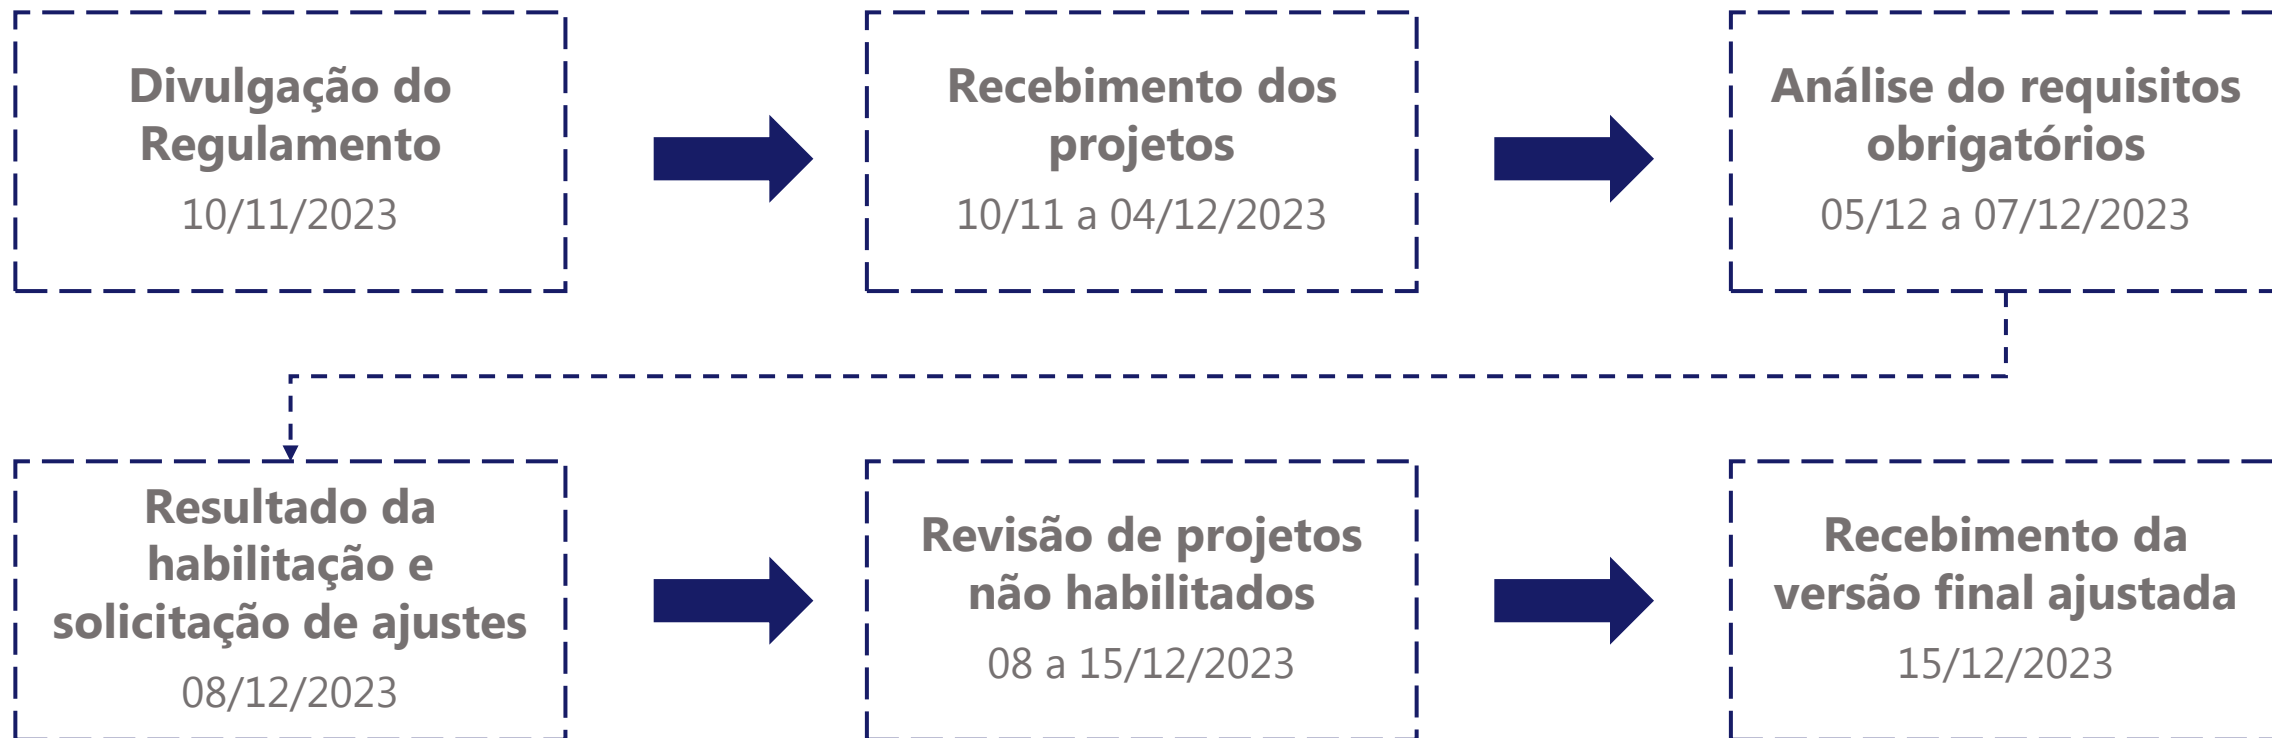 Divulgação do
Regulamento
10/11/2023
Recebimento dos
projetos
10/11 a 04/12/2023
Análise do requisitos
obrigatórios
05/12 a 07/12/2023
Resultado da
habilitação e
solicitação de ajustes
08/12/2023
Revisão de projetos
não habilitados
08 a 15/12/2023
Recebimento da
versão final ajustada
15/12/2023